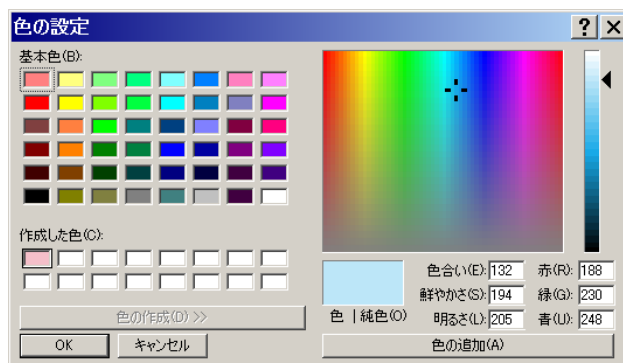 色の設定
? ×
基本色(B):
作成した色(C):
色の作成(D) >>
OK キャンセル
色 | 純色(O)
色合い(E): 132 赤(R): 188
鮮やかさ(S): 194 緑(G): 230
明るさ(L): 205 青(U): 248
色の追加(A)